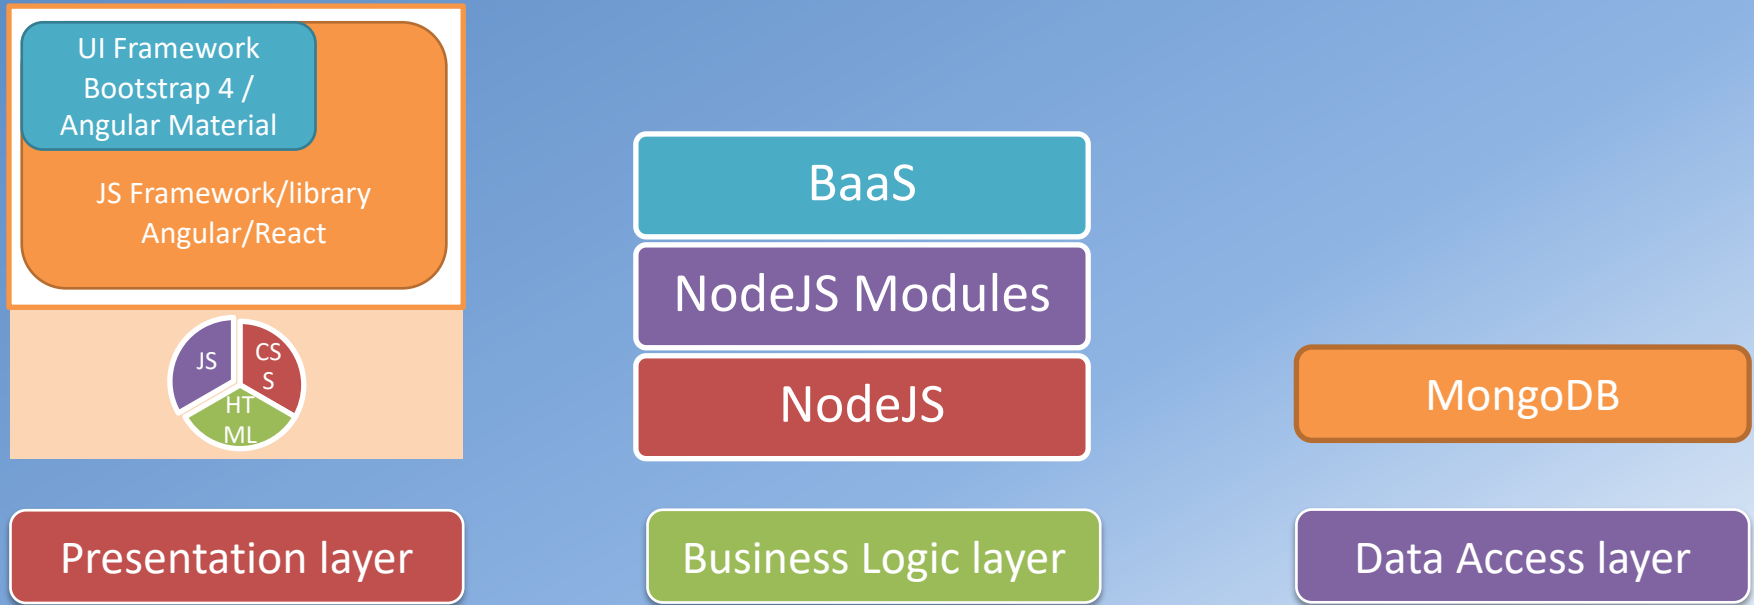 UI Framework
Bootstrap 4 /
Angular Material
JS Framework/library
Angular/React
JS
CS
S
HT
ML
Presentation layer
BaaS
NodeJS Modules
NodeJS
Business Logic layer
MongoDB
Data Access layer